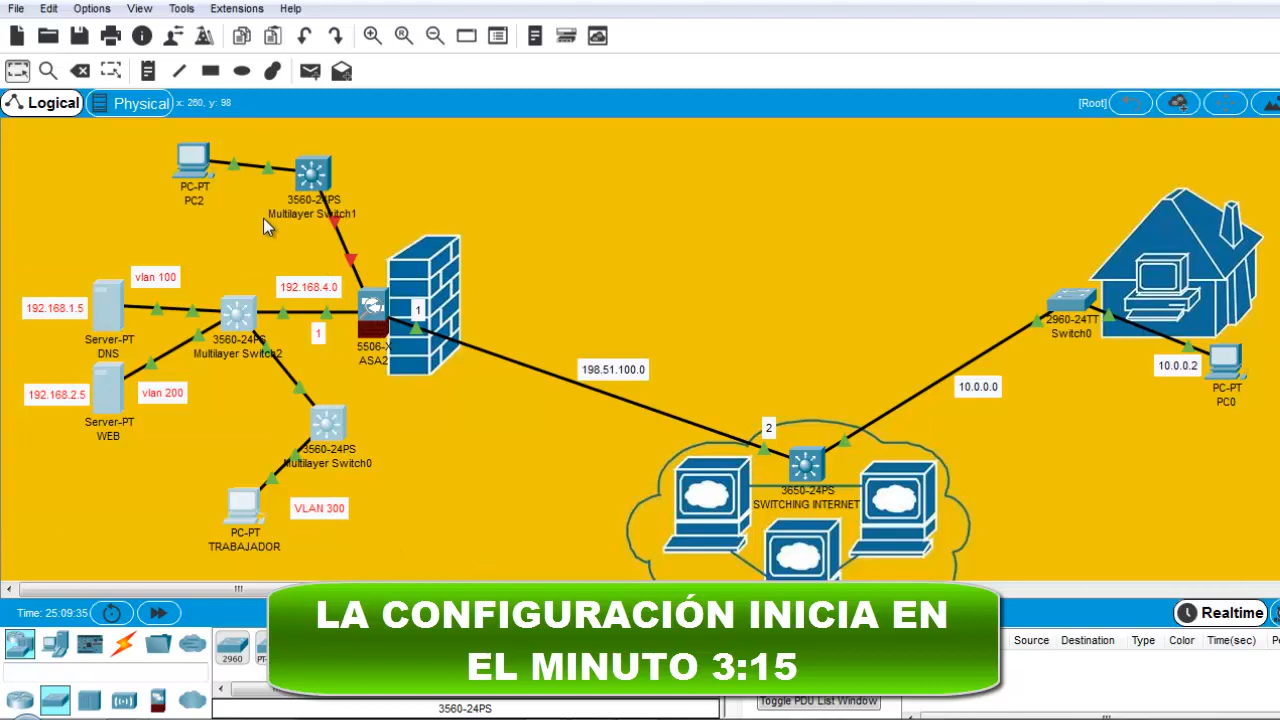 File Edit Options View Tools Extensions Help
Logical Physical x: 260, y: 98 [Root]
PC-PT
PC2
3560-24PS
Multilayer Switch1
vlan 100
192.168.1.5
Server-PT
DNS
192.168.4.0
1
3560-24PS
Multilayer Switch2
5506-X
ASA2
1
192.168.2.5
vlan 200
Server-PT
WEB
3560-24PS
Multilayer Switch0
VLAN 300
PC-PT
TRABAJADOR
198.51.100.0
2
3650-24PS
SWITCHING INTERNET
10.0.0.0
2960-24TT
Switch0
10.0.0.2
PC-PT
PC0
Time: 25:09:35
Realtime
LA CONFIGURACIÓN INICIA EN
EL MINUTO 3:15
2960
Source Destination Type Color Time(sec)
Toggle PDU List Window
3560-24PS